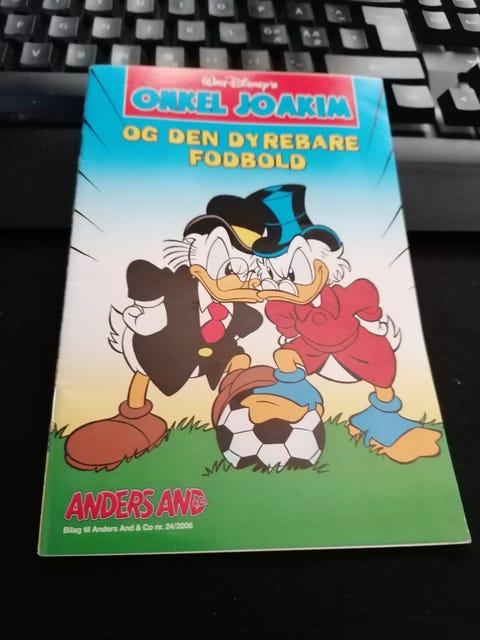 Walt Disney's
ONKEL JOAKIM
OG DEN DYREBARE
FODBOLD
ANDERS AND & Co
Bilag til Anders And & Co nr. 24/2006